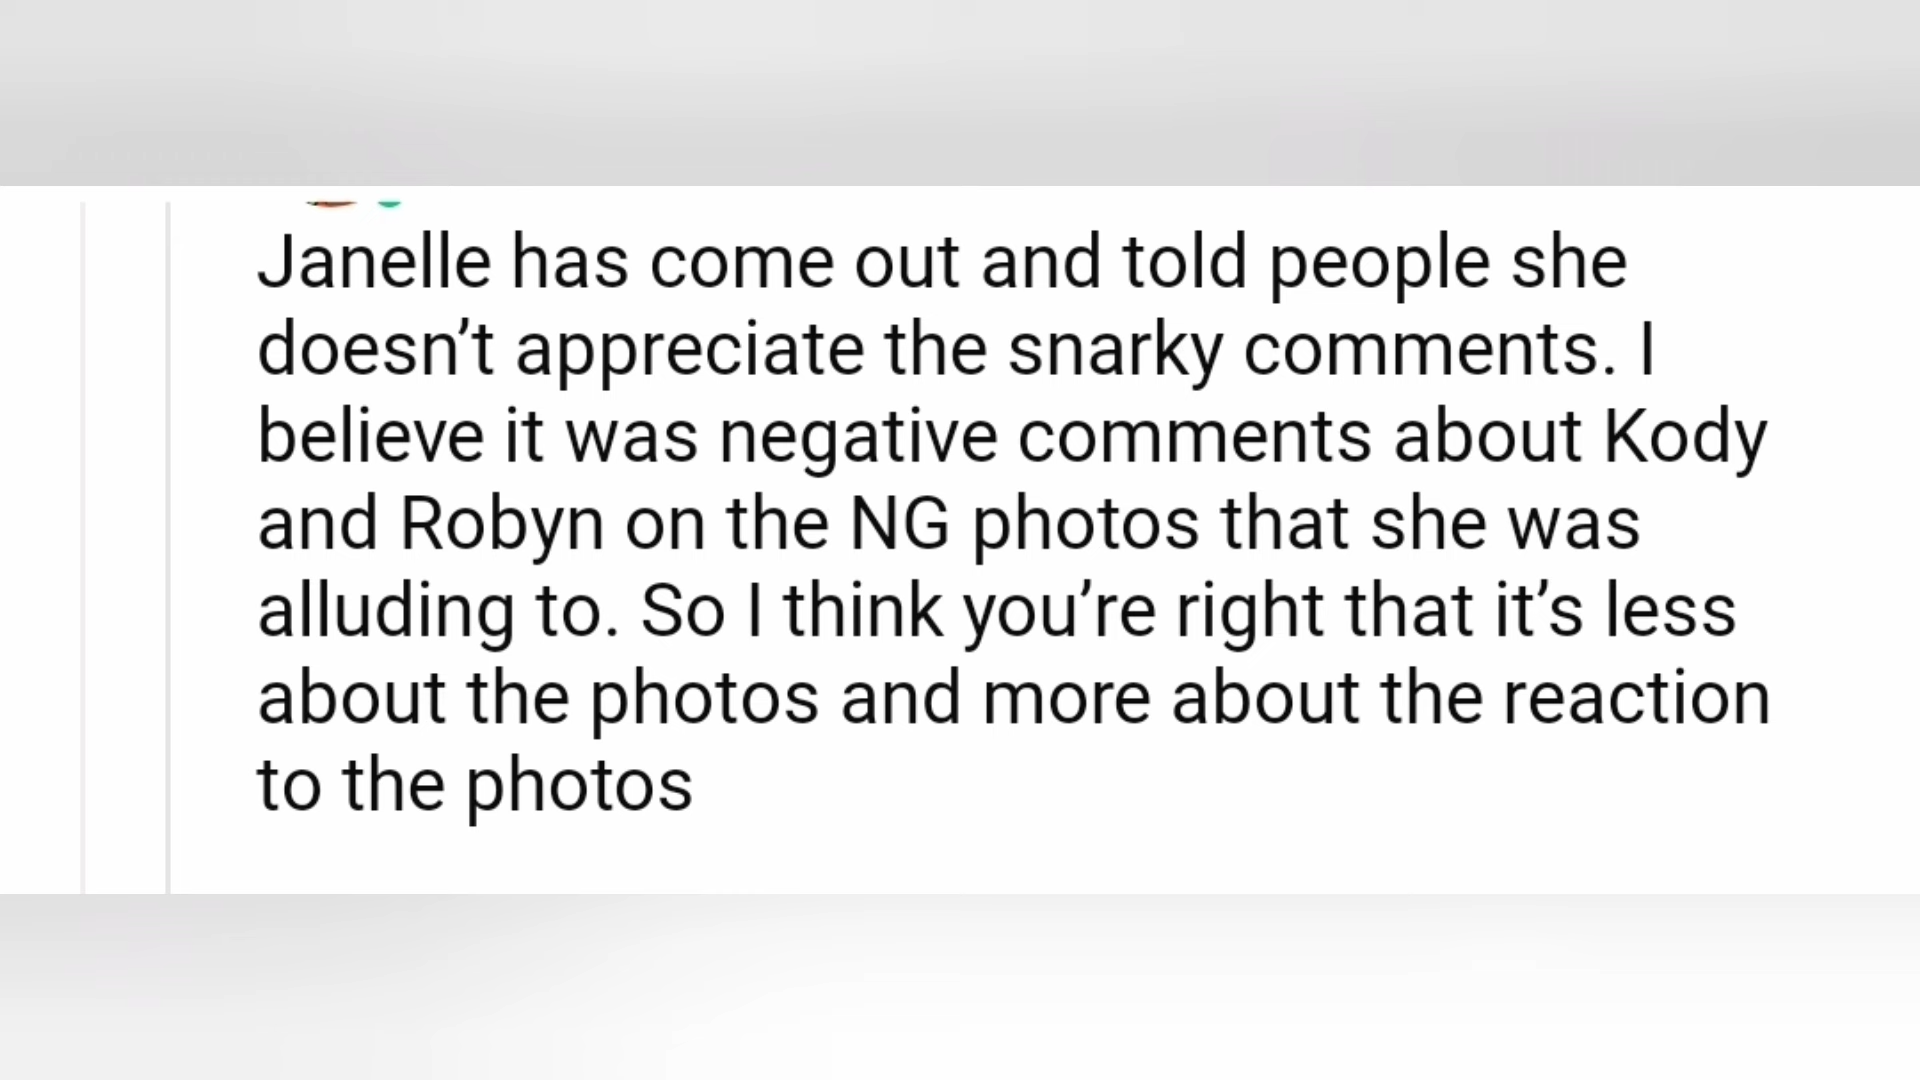 Janelle has come out and told people she
doesn’t appreciate the snarky comments. I
believe it was negative comments about Kody
and Robyn on the NG photos that she was
alluding to. So I think you’re right that it’s less
about the photos and more about the reaction
to the photos